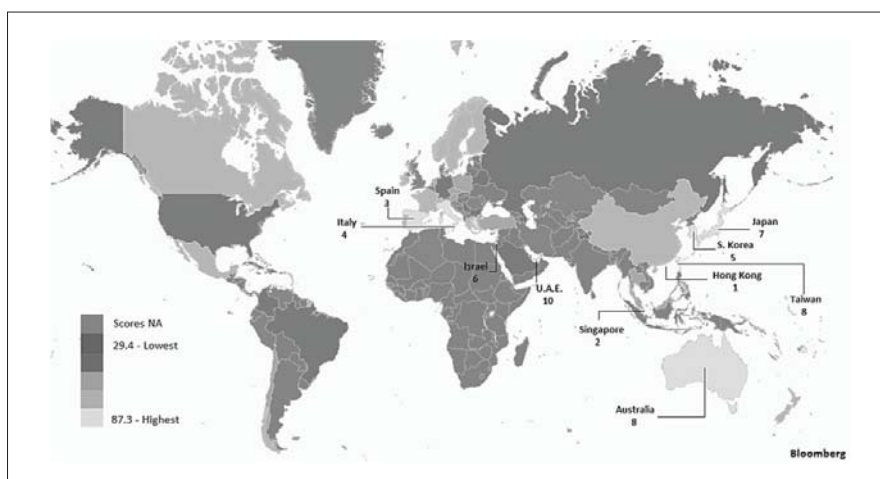 Spain
3
Italy
4
Israel
6
U.A.E.
10
Japan
7
S. Korea
5
Hong Kong
1
Taiwan
8
Singapore
2
Australia
8
Scores NA
29.4 - Lowest
87.3 - Highest
Bloomberg